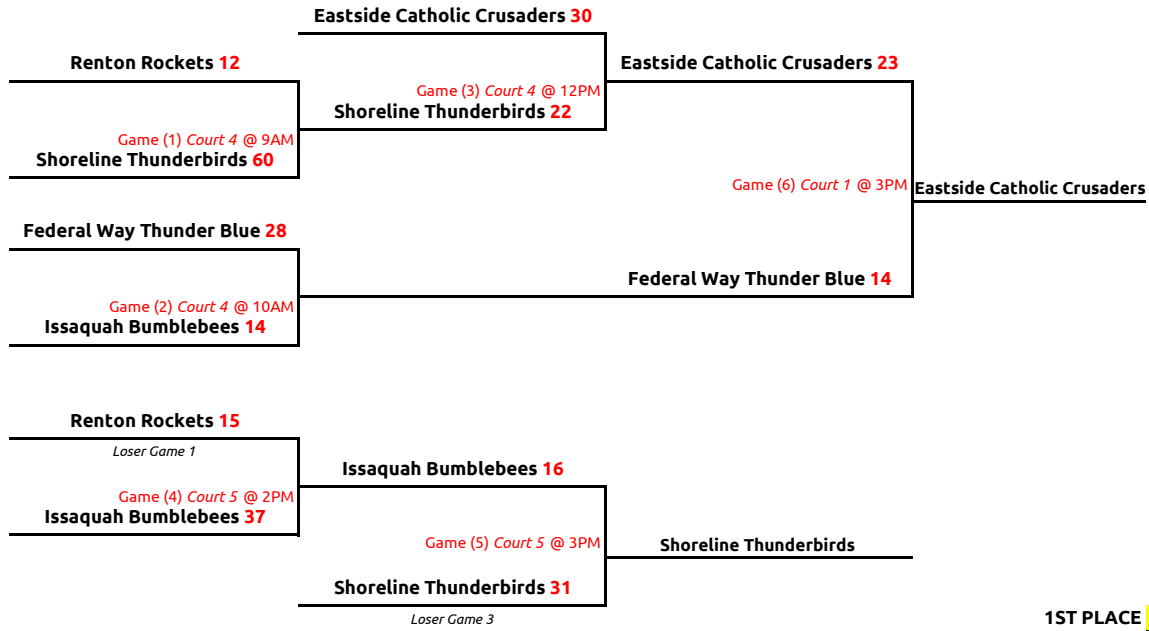 Eastside Catholic Crusaders 30
Renton Rockets 12
Eastside Catholic Crusaders 23
Game (3) Court 4 @ 12PM
Shoreline Thunderbirds 22
Game (1) Court 4 @ 9AM
Shoreline Thunderbirds 60
Game (6) Court 1 @ 3PM
Eastside Catholic Crusaders
Federal Way Thunder Blue 28
Federal Way Thunder Blue 14
Game (2) Court 4 @ 10AM
Issaquah Bumblebees 14
Renton Rockets 15
Loser Game 1
Issaquah Bumblebees 16
Game (4) Court 5 @ 2PM
Issaquah Bumblebees 37
Game (5) Court 5 @ 3PM
Shoreline Thunderbirds
Shoreline Thunderbirds 31
Loser Game 3
1ST PLACE